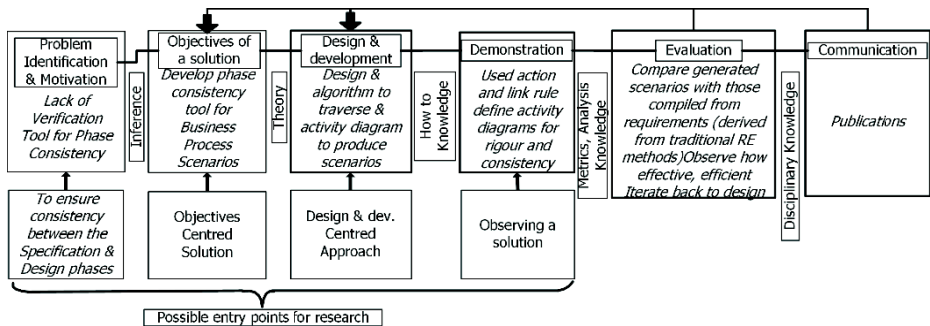 Problem
Identification
& Motivation
Lack of
Verification
Tool for Phase
Consistency
Inference
Objectives of
a solution
Develop phase
consistency
tool for
Business
Process
Scenarios
Theory
Design &
development
Design &
algorithm to
traverse &
activity diagram
to produce
scenarios
How to
Knowledge
Demonstration
Used action
and link rule
define activity
diagrams for
rigour and
consistency
Metrics, Analysis
Knowledge
Evaluation
Compare generated
scenarios with those
compiled from
requirements (derived
from traditional RE
methods)Observe how
effective, efficient
Iterate back to design
Disciplinary Knowledge
Communication
Publications
To ensure
consistency
between the
Specification &
Design phases
Objectives
Centred
Solution
Design & dev.
Centred
Approach
Observing a
solution
Possible entry points for research